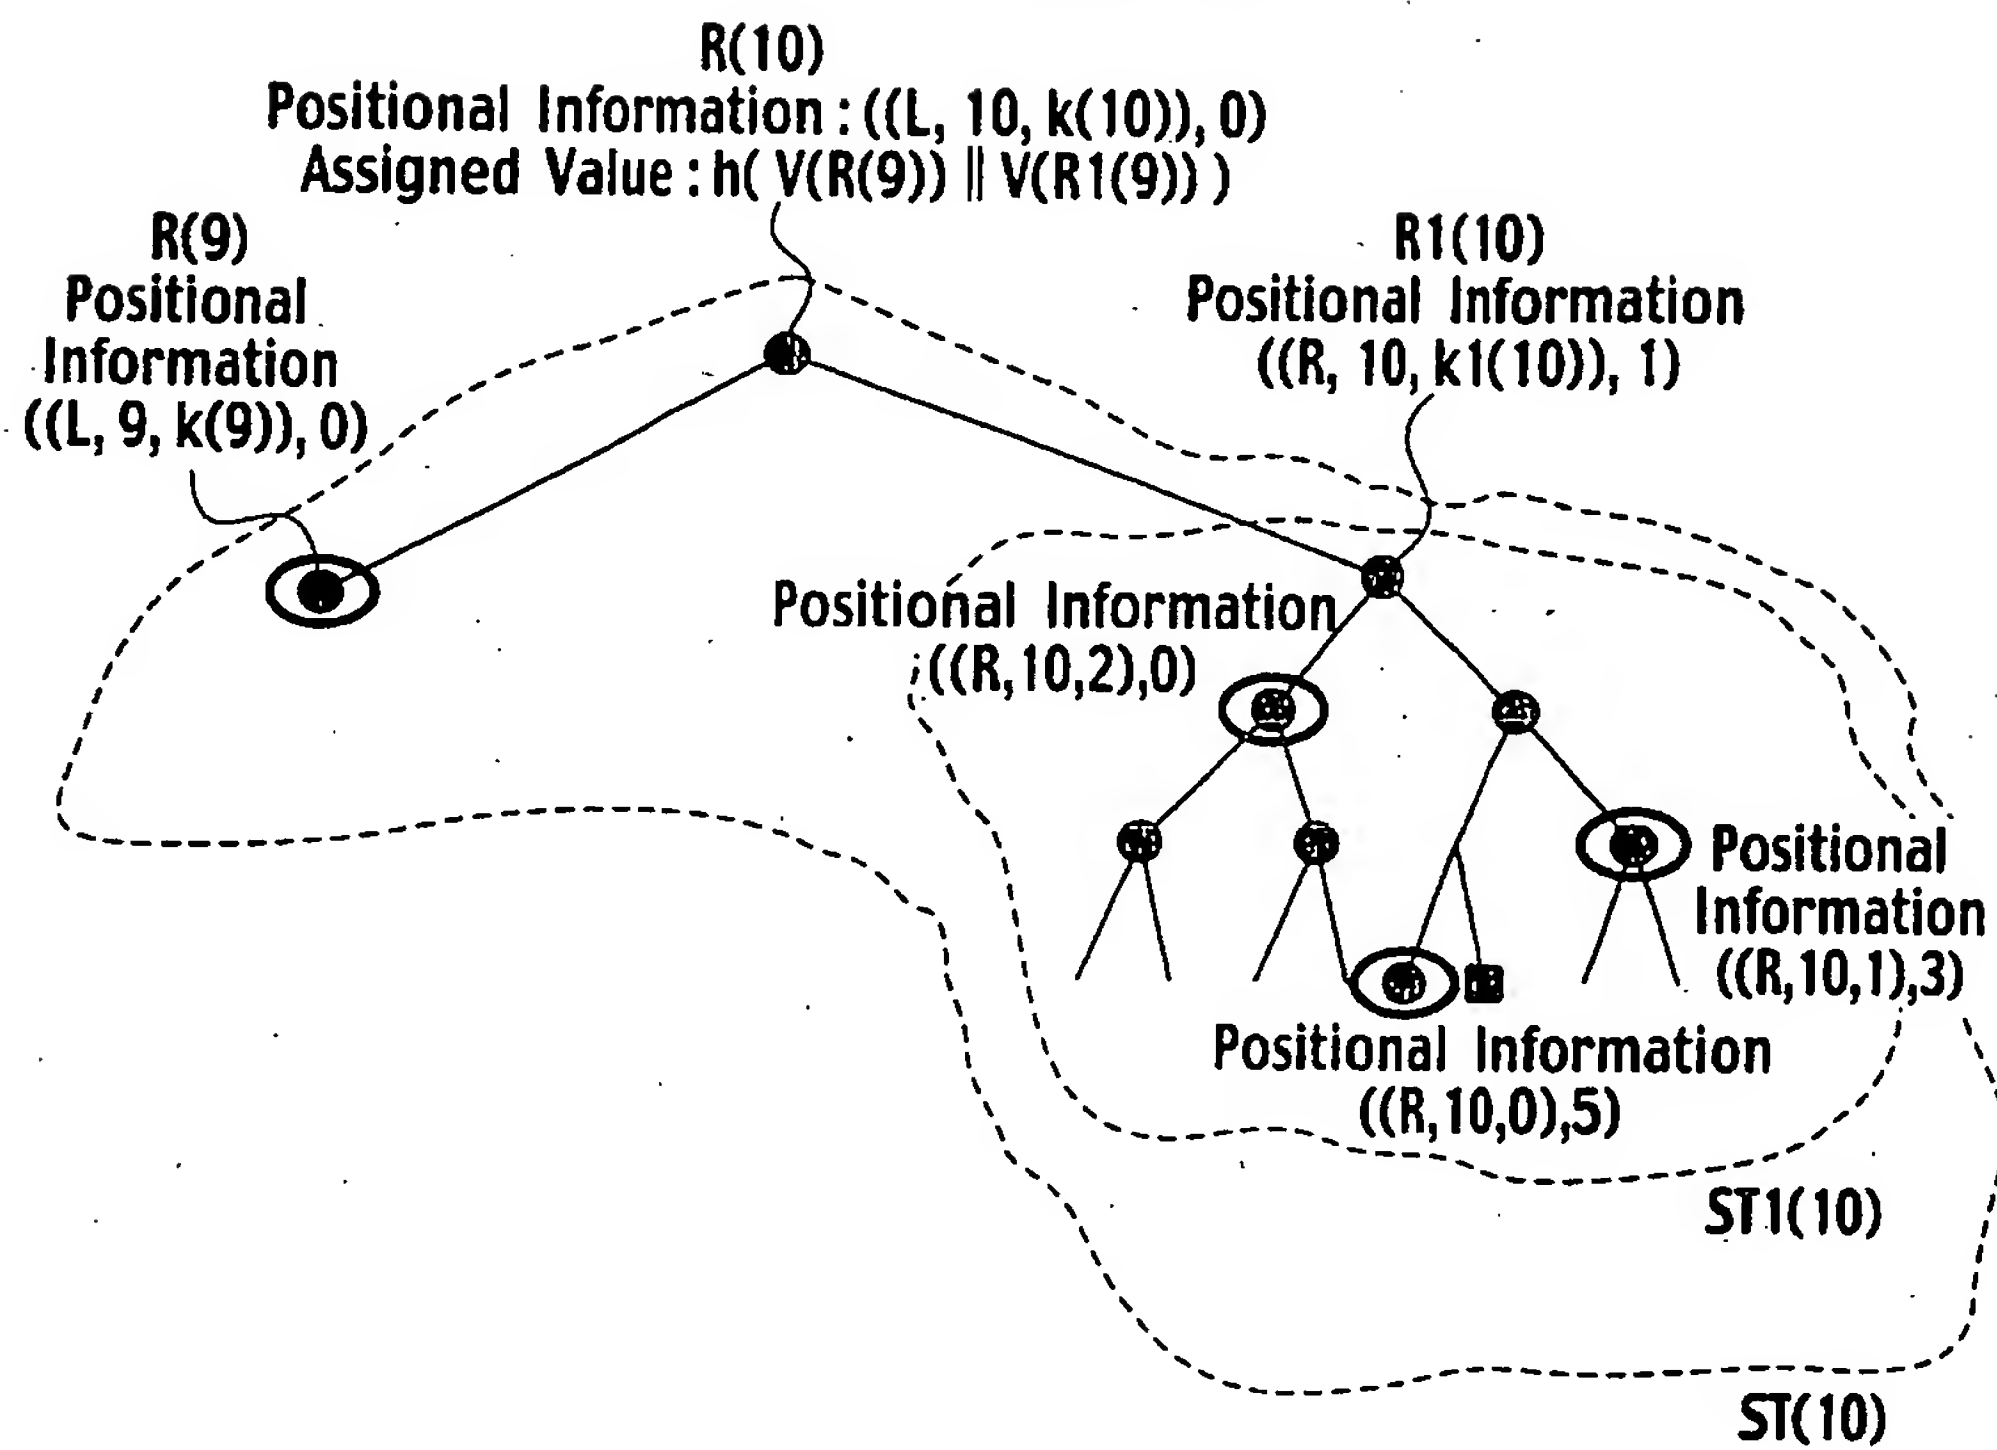 R(10)
Positional Information : ((L, 10, k(10)), 0)
Assigned Value : h( V(R(9)) || V(R1(9)) )
R(9)
Positional
Information
((L, 9, k(9)), 0)
R1(10)
Positional Information
((R, 10, k1(10)), 1)
Positional Information
((R,10,2),0)
Positional
Information
((R,10,1),3)
Positional Information
((R,10,0),5)
ST1(10)
ST(10)